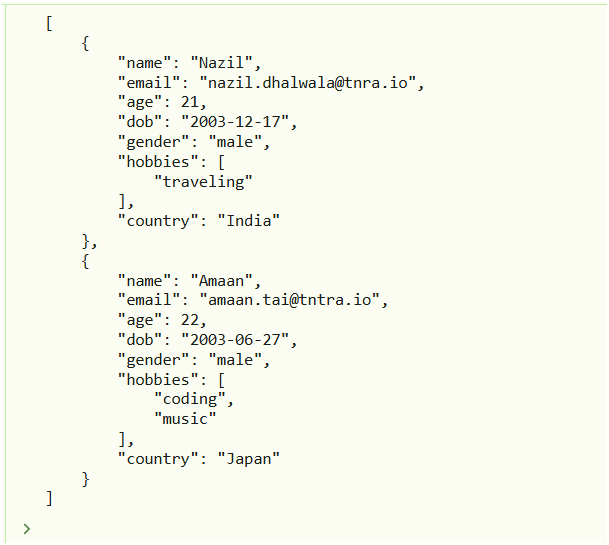 [
    {
        "name": "Nazil",
        "email": "nazil.dhalwala@tnra.io",
        "age": 21,
        "dob": "2003-12-17",
        "gender": "male",
        "hobbies": [
            "traveling"
        ],
        "country": "India"
    },
    {
        "name": "Amaan",
        "email": "amaan.tai@tntra.io",
        "age": 22,
        "dob": "2003-06-27",
        "gender": "male",
        "hobbies": [
            "coding",
            "music"
        ],
        "country": "Japan"
    }
]
>